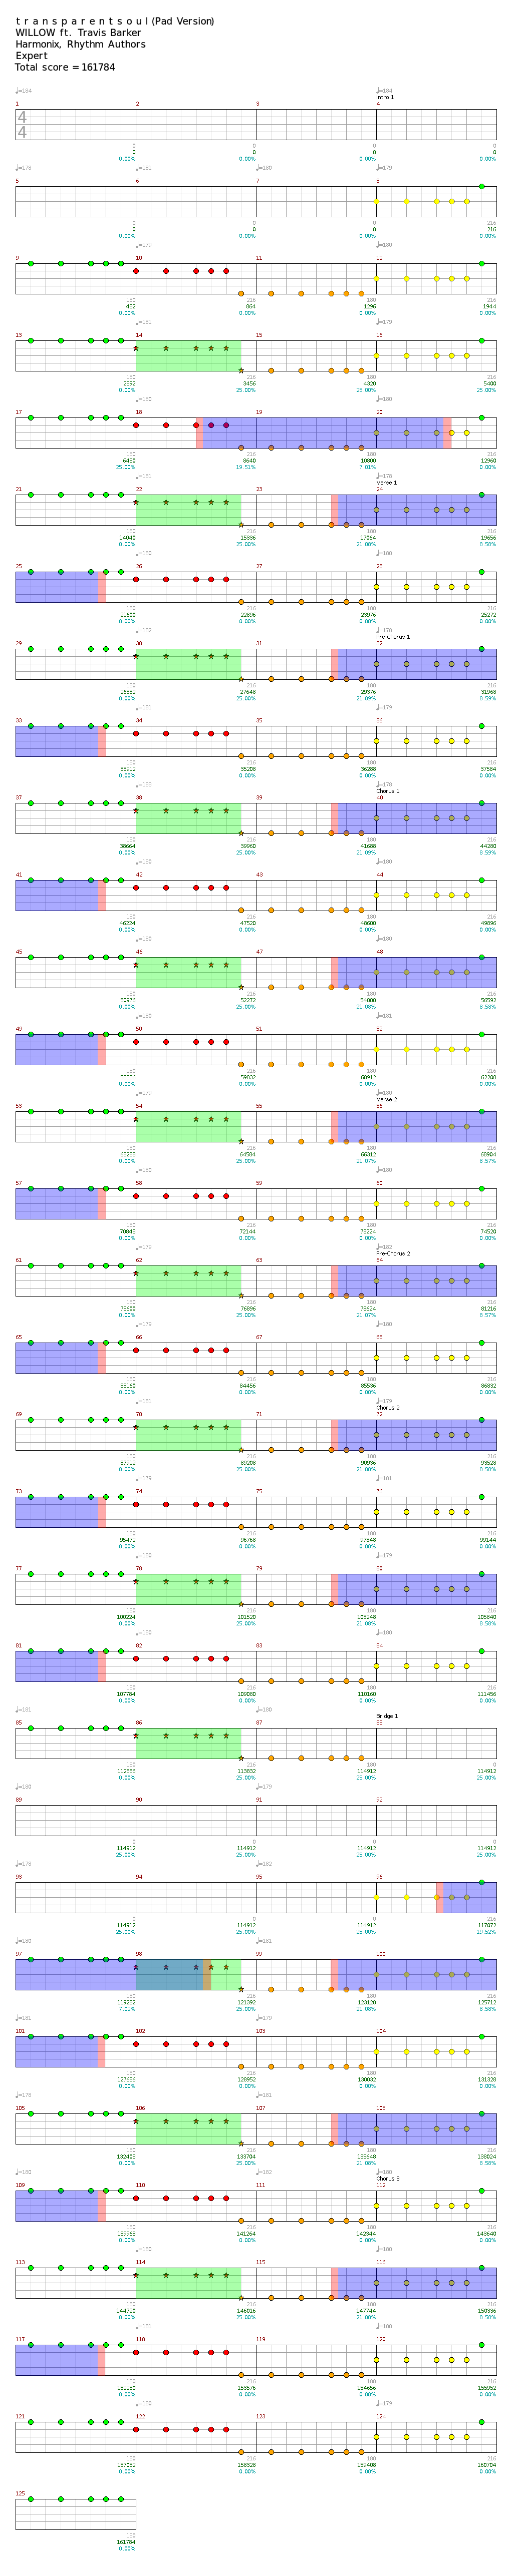 t r a n s p a r e n t s o u l (Pad Version)
WILLOW ft. Travis Barker
Harmonix, Rhythm Authors
Expert
Total score = 161784
♩=184 ♩=184
Intro 1
1 2 3 4
4
4
0 0 0 0
0 0 0 0
0.00% 0.00% 0.00% 0.00%
♩=178 ♩=181 ♩=180 ♩=179
5 6 7 8
0 0 0 216
0 0 0 216
0.00% 0.00% 0.00% 0.00%
♩=179 ♩=180
9 10 11 12
180 216 180 216
432 864 1296 1944
0.00% 0.00% 0.00% 0.00%
♩=181 ♩=179
13 14 15 16
180 216 180 216
2592 3456 4320 5400
0.00% 25.00% 25.00% 25.00%
♩=180 ♩=180
17 18 19 20
180 216 180 216
6480 8640 10800 12960
25.00% 19.51% 7.01% 0.00%
♩=181 ♩=178
Verse 1
21 22 23 24
180 216 180 216
14040 15336 17064 19656
0.00% 25.00% 21.08% 8.58%
♩=180 ♩=180
25 26 27 28
180 216 180 216
21600 22896 23976 25272
0.00% 0.00% 0.00% 0.00%
♩=182 ♩=178
Pre-Chorus 1
29 30 31 32
180 216 180 216
26352 27648 29376 31968
0.00% 25.00% 21.09% 8.59%
♩=181 ♩=179
33 34 35 36
180 216 180 216
33912 35208 36288 37584
0.00% 0.00% 0.00% 0.00%
♩=183 ♩=176
Chorus 1
37 38 39 40
180 216 180 216
38664 39960 41688 44280
0.00% 25.00% 21.09% 8.59%
♩=180 ♩=180
41 42 43 44
180 216 180 216
46224 47520 48600 49896
0.00% 0.00% 0.00% 0.00%
♩=180 ♩=180
45 46 47 48
180 216 180 216
50976 52272 54000 56592
0.00% 25.00% 21.08% 8.58%
♩=180 ♩=181
49 50 51 52
180 216 180 216
58536 59832 60912 62208
0.00% 0.00% 0.00% 0.00%
♩=179 ♩=180
Verse 2
53 54 55 56
180 216 180 216
63288 64584 66312 68904
0.00% 25.00% 21.07% 8.57%
♩=180 ♩=180
57 58 59 60
180 216 180 216
70848 72144 73224 74520
0.00% 0.00% 0.00% 0.00%
♩=179 ♩=182
Pre-Chorus 2
61 62 63 64
180 216 180 216
75600 76896 78624 81216
0.00% 25.00% 21.07% 8.57%
♩=179 ♩=180
65 66 67 68
180 216 180 216
83160 84456 85536 86832
0.00% 0.00% 0.00% 0.00%
♩=181 ♩=179
Chorus 2
69 70 71 72
180 216 180 216
87912 89208 90936 93528
0.00% 25.00% 21.08% 8.58%
♩=179 ♩=181
73 74 75 76
180 216 180 216
95472 96768 97848 99144
0.00% 0.00% 0.00% 0.00%
♩=180 ♩=180
77 78 79 80
180 216 180 216
100224 101520 103248 105840
0.00% 25.00% 21.08% 8.58%
♩=180 ♩=180
81 82 83 84
180 216 180 216
107784 109080 110160 111456
0.00% 0.00% 0.00% 0.00%
♩=181 ♩=180
Bridge 1
85 86 87 88
180 216 180 0
112536 113832 114912 114912
0.00% 25.00% 25.00% 25.00%
♩=180 ♩=179
89 90 91 92
0 0 0 0
114912 114912 114912 114912
25.00% 25.00% 25.00% 25.00%
♩=178 ♩=182
93 94 95 96
0 0 0 216
114912 114912 114912 117072
25.00% 25.00% 25.00% 19.52%
♩=180 ♩=181
97 98 99 100
180 216 180 216
119232 121392 123120 125712
7.02% 25.00% 21.08% 8.58%
♩=181 ♩=179
101 102 103 104
180 216 180 216
127656 128952 130032 131328
0.00% 0.00% 0.00% 0.00%
♩=178 ♩=181
105 106 107 108
180 216 180 216
132408 133704 135648 138024
0.00% 25.00% 21.08% 8.58%
♩=180 ♩=182 ♩=180
Chorus 3
109 110 111 112
180 216 180 216
139968 141264 142344 143640
0.00% 0.00% 0.00% 0.00%
♩=180 ♩=180
113 114 115 116
180 216 180 216
144720 146016 147744 150336
0.00% 25.00% 21.08% 8.58%
♩=181 ♩=180
117 118 119 120
180 216 180 216
152280 153576 154656 155952
0.00% 0.00% 0.00% 0.00%
♩=180 ♩=179
121 122 123 124
180 216 180 216
157032 158328 159408 160704
0.00% 0.00% 0.00% 0.00%
125
180
161784
0.00%